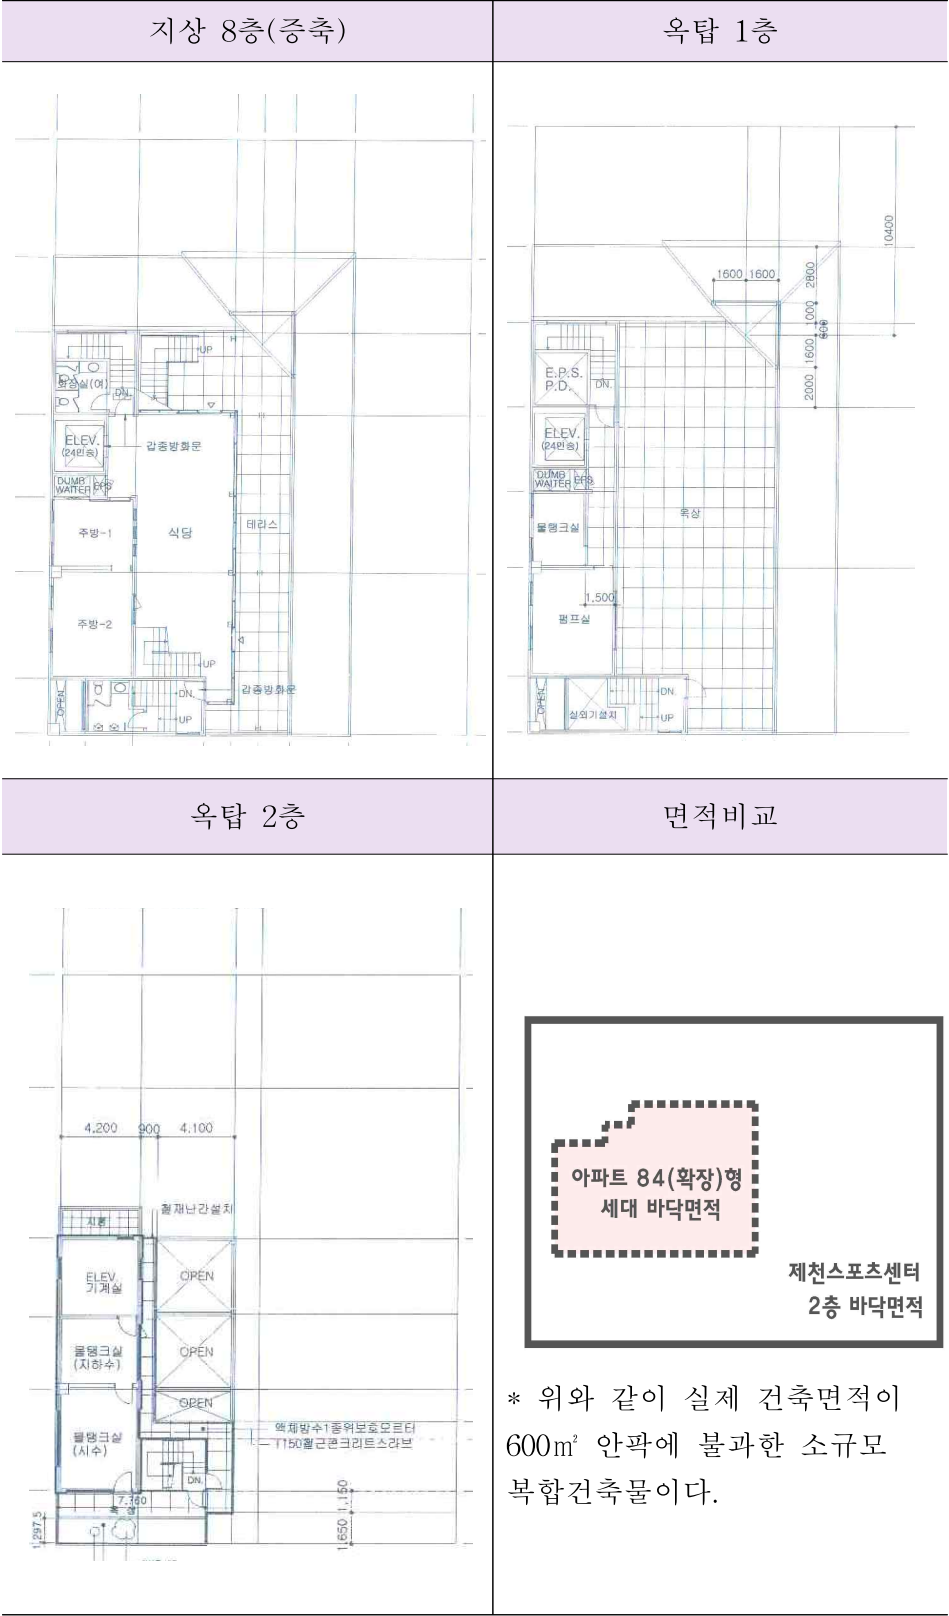 지상 8층(증축)
옥탑 1층
UP
화장실(여)
DN.
ELEV.
(24인승)
갑종방화문
DUMB
WAITER
EPS
주방-1
식당
테라스
주방-2
UP
DN.
갑종방화문
OPEN
UP
10400
1600 1600
2800
1000
1600
2000
E.P.S.
P.D.
DN.
ELEV.
(24인승)
DUMB
WAITER
EPS
옥상
물탱크실
1,500
펌프실
OPEN
실외기설치
DN
UP
옥탑 2층
면적비교
4,200 900 4,100
철재난간설치
ELEV.
기계실
OPEN
물탱크실
(지하수)
OPEN
OPEN
물탱크실
(시수)
액체방수1종위보호모르터
T150철근콘크리트스라브
DN.
1,150
1,650
1,297.5
아파트 84(확장)형
세대 바닥면적
제천스포츠센터
2층 바닥면적
* 위와 같이 실제 건축면적이
600㎡ 안팎에 불과한 소규모
복합건축물이다.